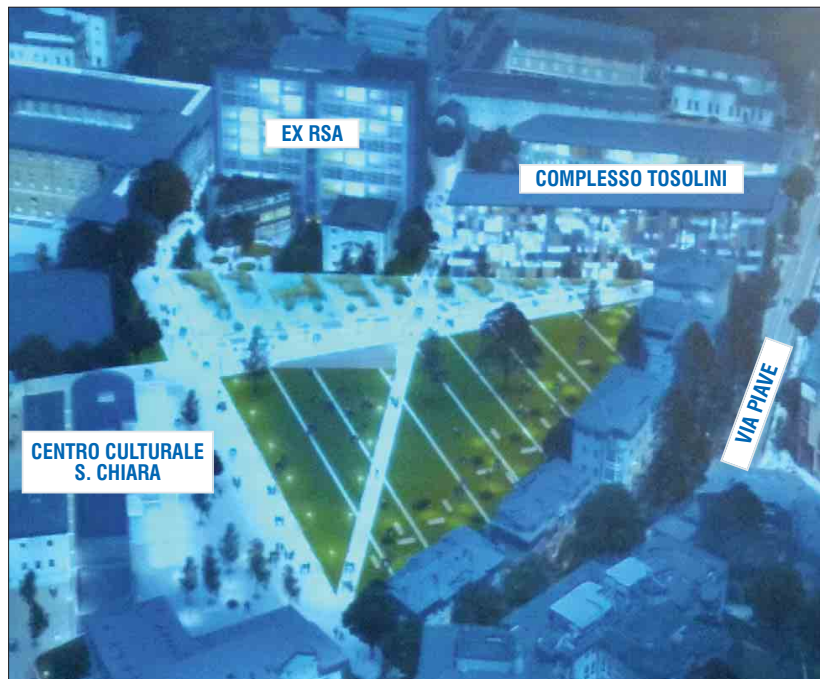 EX RSA
COMPLESSO TOSOLINI
VIA PIAVE
CENTRO CULTURALE
S. CHIARA